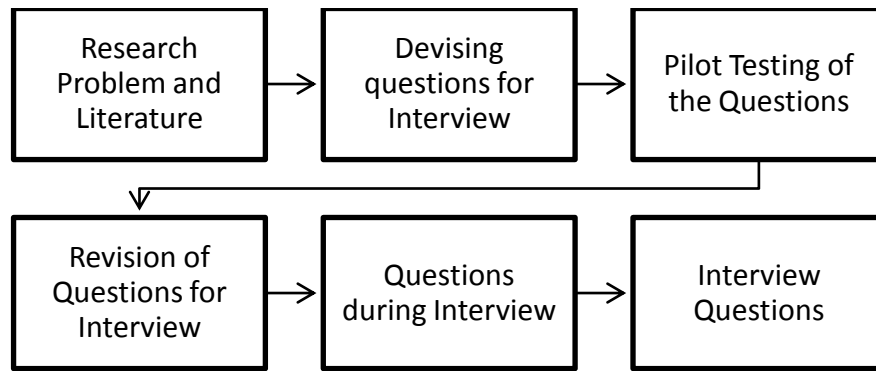 Research
Problem and
Literature
Devising
questions for
Interview
Pilot Testing of
the Questions
Revision of
Questions for
Interview
Questions
during Interview
Interview
Questions